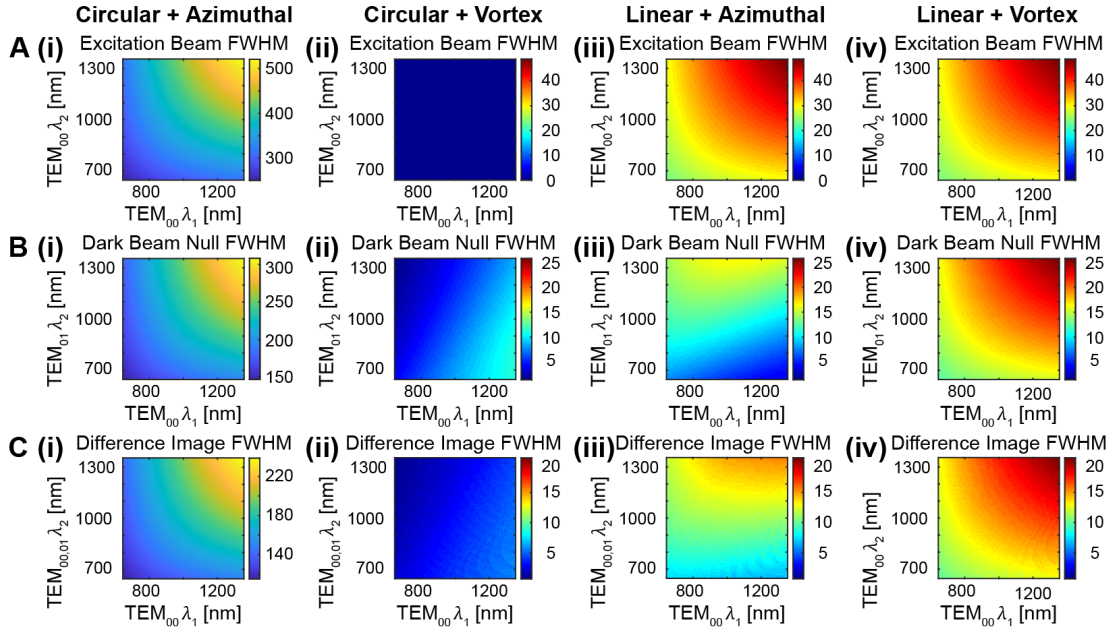 Circular + Azimuthal
Circular + Vortex
Linear + Azimuthal
Linear + Vortex
A (i) Excitation Beam FWHM
1300
1000
700
TEM₀₀ λ₂ [nm]
800 1200
TEM₀₀ λ₁ [nm]
500
400
300
(ii) Excitation Beam FWHM
1300
1000
700
TEM₀₀ λ₂ [nm]
800 1200
TEM₀₀ λ₁ [nm]
40
30
20
10
0
(iii) Excitation Beam FWHM
1300
1000
700
TEM₀₀ λ₂ [nm]
800 1200
TEM₀₀ λ₁ [nm]
40
30
20
10
0
(iv) Excitation Beam FWHM
1300
1000
700
TEM₀₀ λ₂ [nm]
800 1200
TEM₀₀ λ₁ [nm]
40
30
20
10
0
B (i) Dark Beam Null FWHM
1300
1000
700
TEM₀₁ λ₂ [nm]
800 1200
TEM₀₀ λ₁ [nm]
300
250
200
150
(ii) Dark Beam Null FWHM
1300
1000
700
TEM₀₁ λ₂ [nm]
800 1200
TEM₀₀ λ₁ [nm]
25
20
15
10
5
(iii) Dark Beam Null FWHM
1300
1000
700
TEM₀₁ λ₂ [nm]
800 1200
TEM₀₀ λ₁ [nm]
25
20
15
10
5
(iv) Dark Beam Null FWHM
1300
1000
700
TEM₀₁ λ₂ [nm]
800 1200
TEM₀₀ λ₁ [nm]
25
20
15
10
5
C (i) Difference Image FWHM
1300
1000
700
TEM₀₀,₀₁ λ₂ [nm]
800 1200
TEM₀₀ λ₁ [nm]
220
180
140
(ii) Difference Image FWHM
1300
1000
700
TEM₀₀,₀₁ λ₂ [nm]
800 1200
TEM₀₀ λ₁ [nm]
20
15
10
5
(iii) Difference Image FWHM
1300
1000
700
TEM₀₀,₀₁ λ₂ [nm]
800 1200
TEM₀₀ λ₁ [nm]
20
15
10
5
(iv) Difference Image FWHM
1300
1000
700
TEM₀₀ λ₂ [nm]
800 1200
TEM₀₀ λ₁ [nm]
20
15
10
5